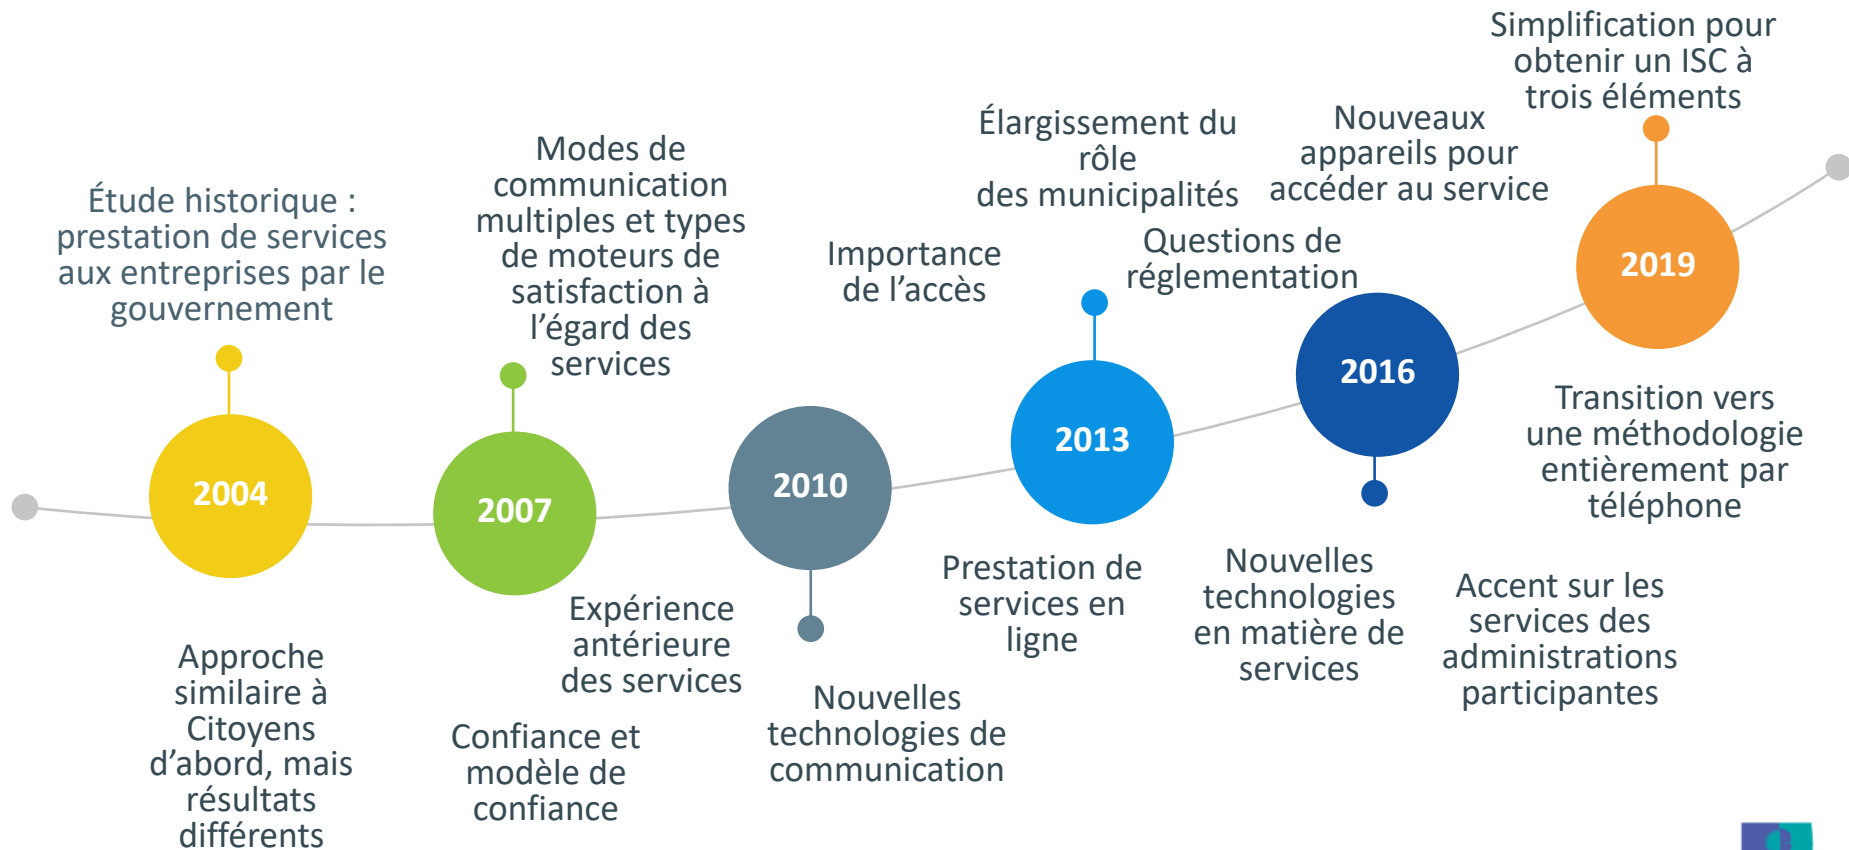 Étude historique :
prestation de services
aux entreprises par le
gouvernement
2004
Approche
similaire à
Citoyens
d’abord, mais
résultats
différents
Modes de
communication
multiples et types
de moteurs de
satisfaction à
l’égard des
services
2007
Expérience
antérieure
des services
Confiance et
modèle de
confiance
Importance
de l’accès
2010
Nouvelles
technologies de
communication
Élargissement du
rôle
des municipalités
2013
Prestation de
services en
ligne
Questions de
réglementation
Nouveaux
appareils pour
accéder au service
2016
Nouvelles
technologies
en matière de
services
Simplification pour
obtenir un ISC à
trois éléments
2019
Transition vers
une méthodologie
entièrement par
téléphone
Accent sur les
services des
administrations
participantes